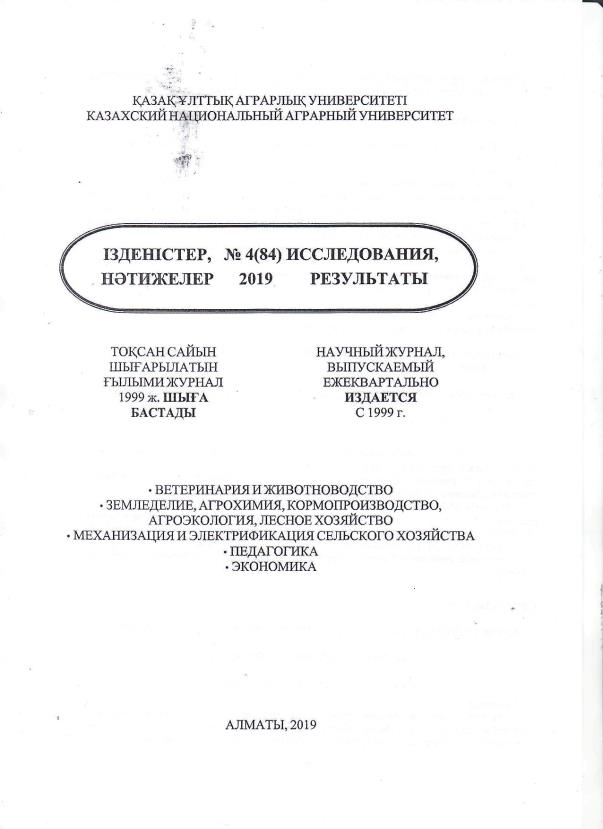 ҚАЗАҚ ҰЛТТЫҚ АГРАРЛЫҚ УНИВЕРСИТЕТІ
КАЗАХСКИЙ НАЦИОНАЛЬНЫЙ АГРАРНЫЙ УНИВЕРСИТЕТ
ІЗДЕНІСТЕР, № 4(84) ИССЛЕДОВАНИЯ,
НӘТИЖЕЛЕР 2019 РЕЗУЛЬТАТЫ
ТОҚСАН САЙЫН
ШЫҒАРЫЛАТЫН
ҒЫЛЫМИ ЖУРНАЛ
1999 ж. ШЫҒА
БАСТАДЫ
НАУЧНЫЙ ЖУРНАЛ,
ВЫПУСКАЕМЫЙ
ЕЖЕКВАРТАЛЬНО
ИЗДАЕТСЯ
С 1999 г.
• ВЕТЕРИНАРИЯ И ЖИВОТНОВОДСТВО
• ЗЕМЛЕДЕЛИЕ, АГРОХИМИЯ, КОРМОПРОИЗВОДСТВО,
АГРОЭКОЛОГИЯ, ЛЕСНОЕ ХОЗЯЙСТВО
• МЕХАНИЗАЦИЯ И ЭЛЕКТРИФИКАЦИЯ СЕЛЬСКОГО ХОЗЯЙСТВА
• ПЕДАГОГИКА
• ЭКОНОМИКА
АЛМАТЫ, 2019